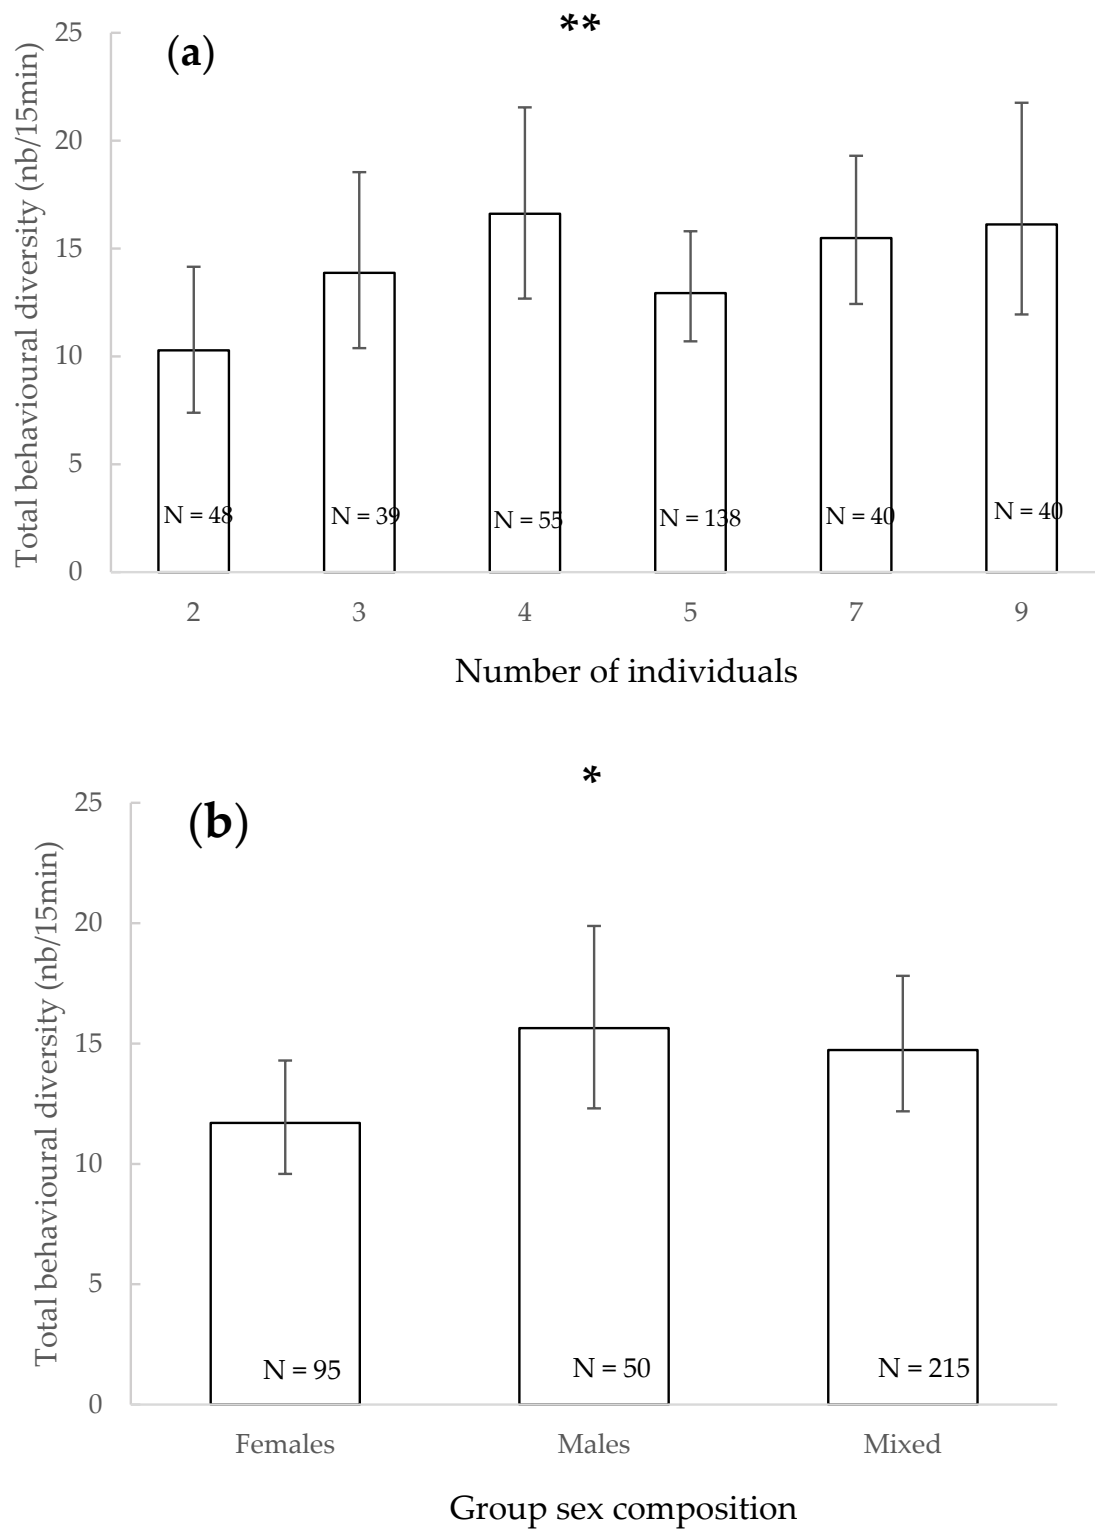 **
(a)
Total behavioural diversity (nb/15min)
25
20
15
10
5
0
N = 48
N = 39
N = 55
N = 138
N = 40
N = 40
2
3
4
5
7
9
Number of individuals
*
(b)
Total behavioural diversity (nb/15min)
25
20
15
10
5
0
N = 95
N = 50
N = 215
Females
Males
Mixed
Group sex composition